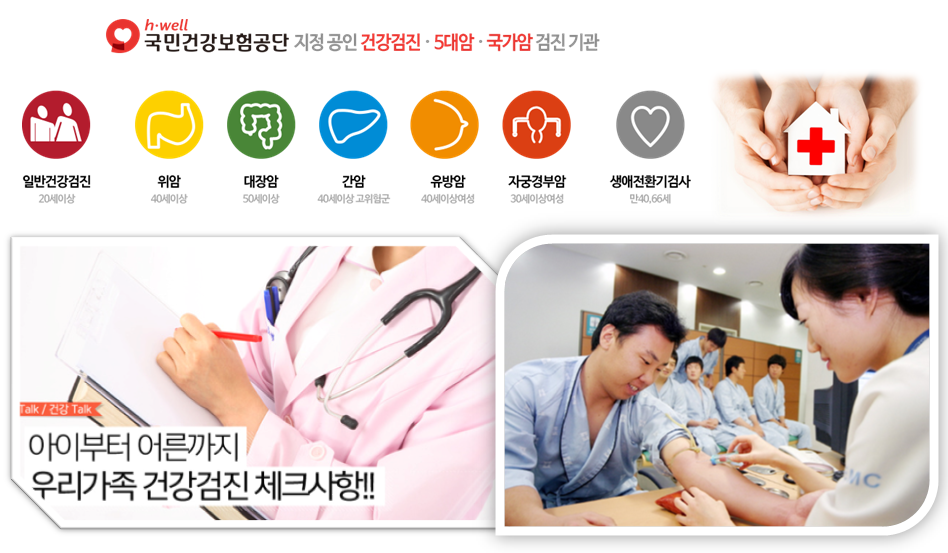 h·well
국민건강보험공단 지정 공인 건강검진 · 5대암 · 국가암 검진 기관
일반건강검진
20세이상
위암
40세이상
대장암
50세이상
간암
40세이상 고위험군
유방암
40세이상여성
자궁경부암
30세이상여성
생애전환기검사
만40,66세
Talk / 건강 Talk
아이부터 어른까지
우리가족 건강검진 체크사항!!
MC